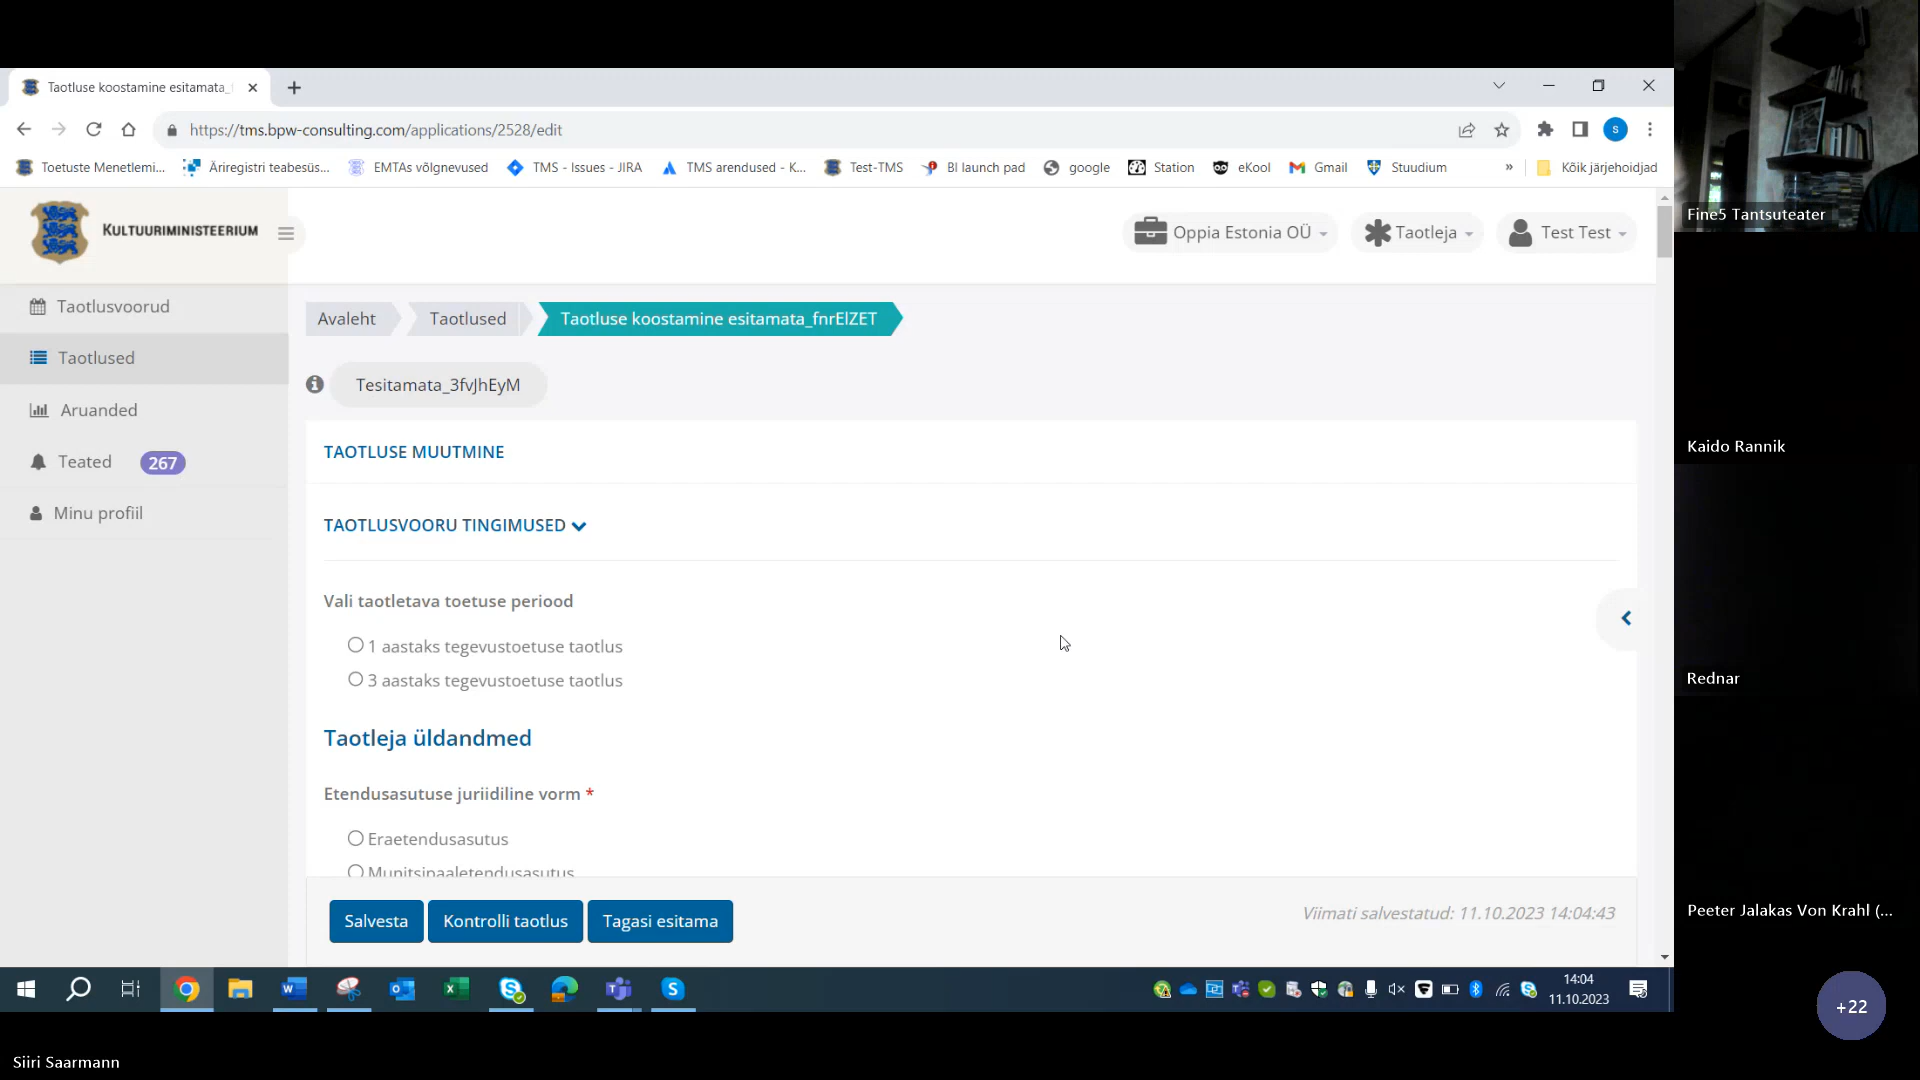 Taotluse koostamine esitamata_
https://tms.bpw-consulting.com/applications/2528/edit
Toetuste Menetlemi...
Äriregistri teabesüs...
EMTAs võlgnevused
TMS - Issues - JIRA
TMS arendused - K...
Test-TMS
BI launch pad
google
Station
eKool
Gmail
Stuudium
»
Kõik järjehoidjad
KULTUURIMINISTEERIUM
Oppia Estonia OÜ
Taotleja
Test Test
Taotlusvoorud
Taotlused
Aruanded
Teated 267
Minu profiil
Avaleht
Taotlused
Taotluse koostamine esitamata_fnrElZET
Tesitamata_3fvJhEyM
TAOTLUSE MUUTMINE
TAOTLUSVOORU TINGIMUSED
Vali taotletava toetuse periood
1 aastaks tegevustoetuse taotlus
3 aastaks tegevustoetuse taotlus
Taotleja üldandmed
Etendusasutuse juriidiline vorm *
Eraetendusasutus
Munitsipaaletendusasutus
Salvesta
Kontrolli taotlus
Tagasi esitama
Viimati salvestatud: 11.10.2023 14:04:43
14:04
11.10.2023
Fine5 Tantsuteater
Kaido Rannik
Rednar
Peeter Jalakas Von Krahl (...
+22
Siiri Saarmann